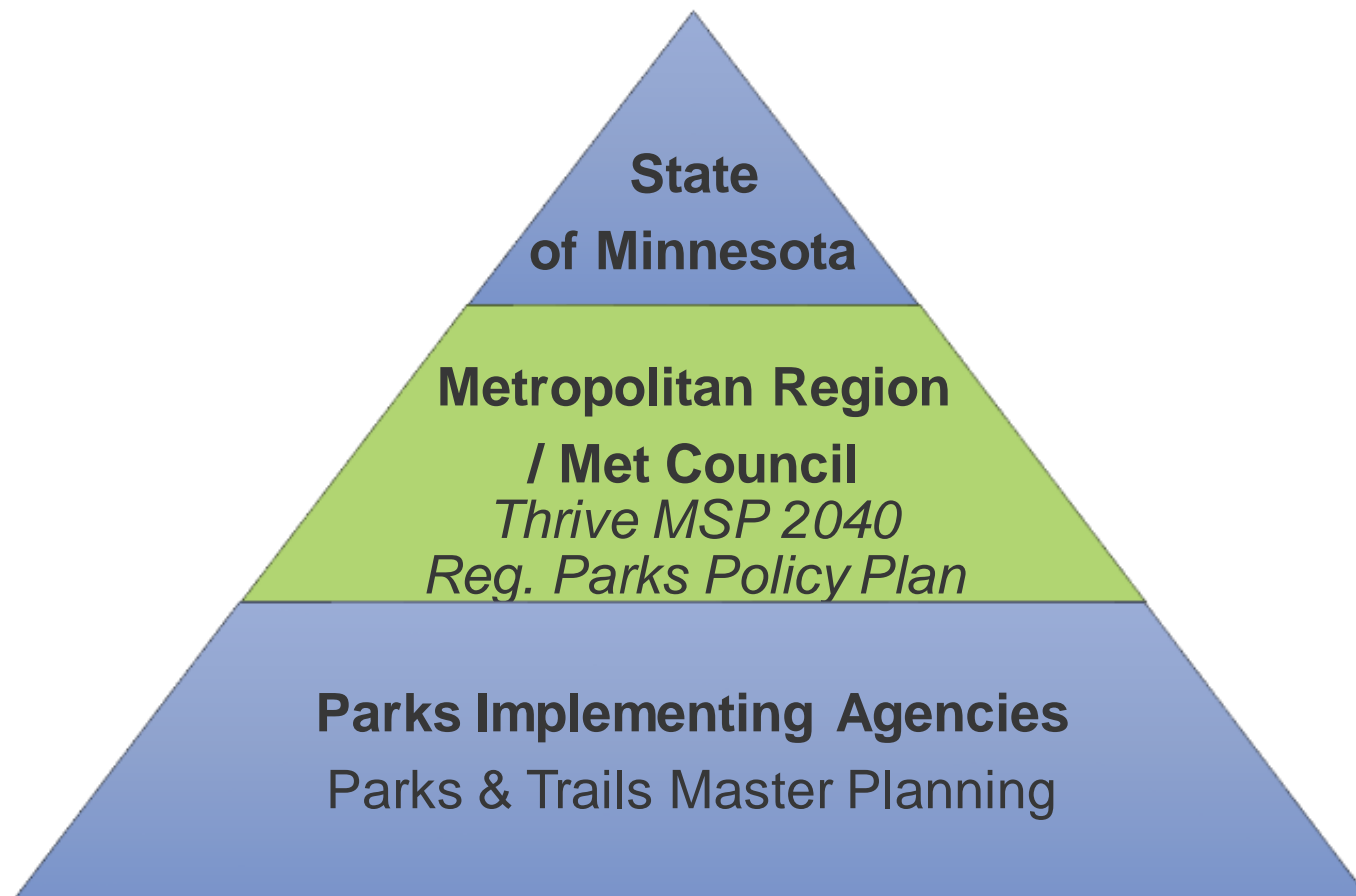 State
of Minnesota
Metropolitan Region
/ Met Council
Thrive MSP 2040
Reg. Parks Policy Plan
Parks Implementing Agencies
Parks & Trails Master Planning